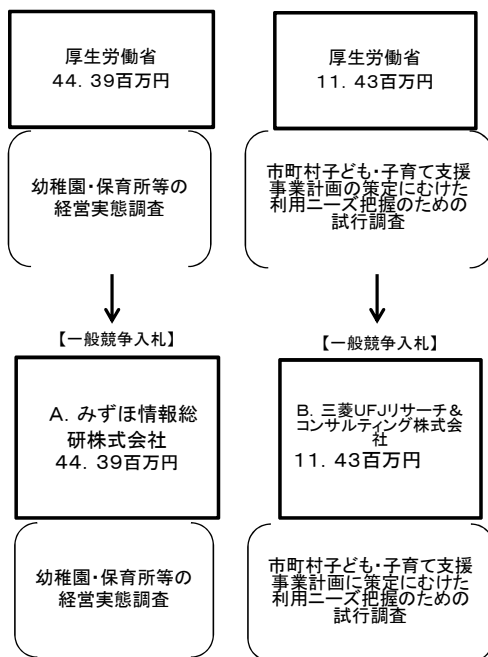 厚生労働省
44. 39百万円
幼稚園・保育所等の
経営実態調査
【一般競争入札】
A. みずほ情報総
研株式会社
44. 39百万円
幼稚園・保育所等の
経営実態調査
厚生労働省
11. 43百万円
市町村子ども・子育て支援
事業計画の策定にむけた
利用ニーズ把握のための
試行調査
【一般競争入札】
B. 三菱UFJリサーチ&
コンサルティング株式会
社
11. 43百万円
市町村子ども・子育て支援
事業計画に策定にむけた
利用ニーズ把握のための
試行調査